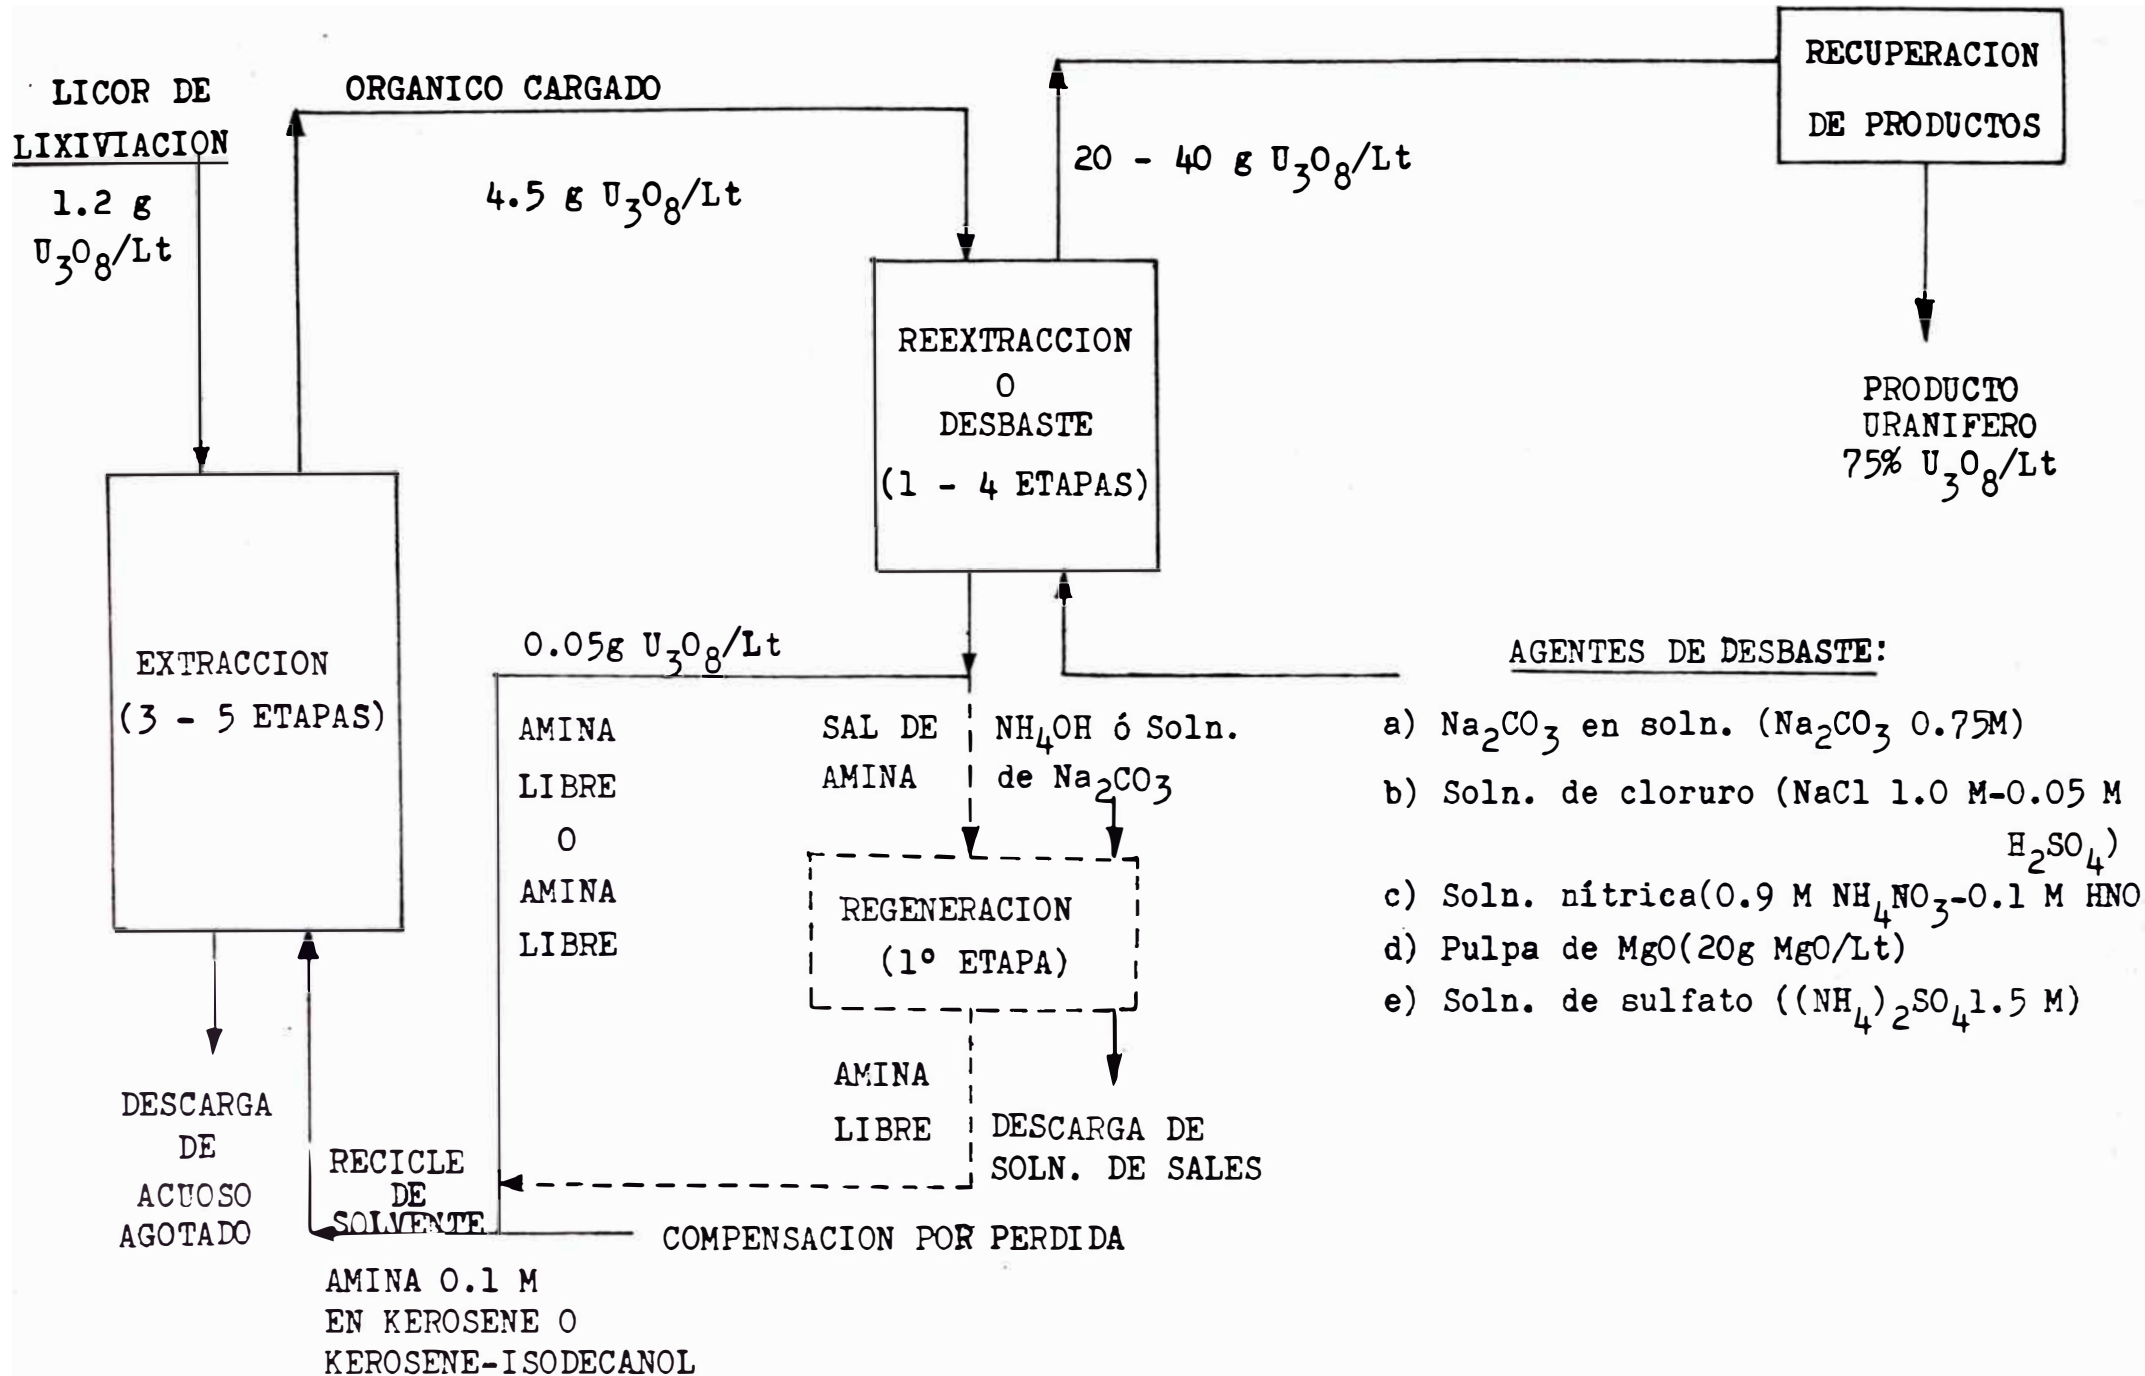 LICOR DE
LIXIVIACION
1.2 g
U3O8/Lt
ORGANICO CARGADO
4.5 g U3O8/Lt
20 - 40 g U3O8/Lt
RECUPERACION
DE PRODUCTOS
PRODUCTO
URANIFERO
75% U3O8/Lt
REEXTRACCION
O
DESBASTE
(1 - 4 ETAPAS)
EXTRACCION
(3 - 5 ETAPAS)
0.05g U3O8/Lt
AMINA
LIBRE
O
AMINA
LIBRE
SAL DE
AMINA
NH4OH ó Soln.
de Na2CO3
REGENERACION
(1º ETAPA)
AMINA
LIBRE
DESCARGA DE
SOLN. DE SALES
AGENTES DE DESBASTE:
a) Na2CO3 en soln. (Na2CO3 0.75M)
b) Soln. de cloruro (NaCl 1.0 M-0.05 M
H2SO4)
c) Soln. nítrica(0.9 M NH4NO3-0.1 M HNO
d) Pulpa de MgO(20g MgO/Lt)
e) Soln. de sulfato ((NH4)2SO4 1.5 M)
DESCARGA
DE
ACUOSO
AGOTADO
RECICLE
DE
SOLVENTE
COMPENSACION POR PERDIDA
AMINA 0.1 M
EN KEROSENE O
KEROSENE-ISODECANOL